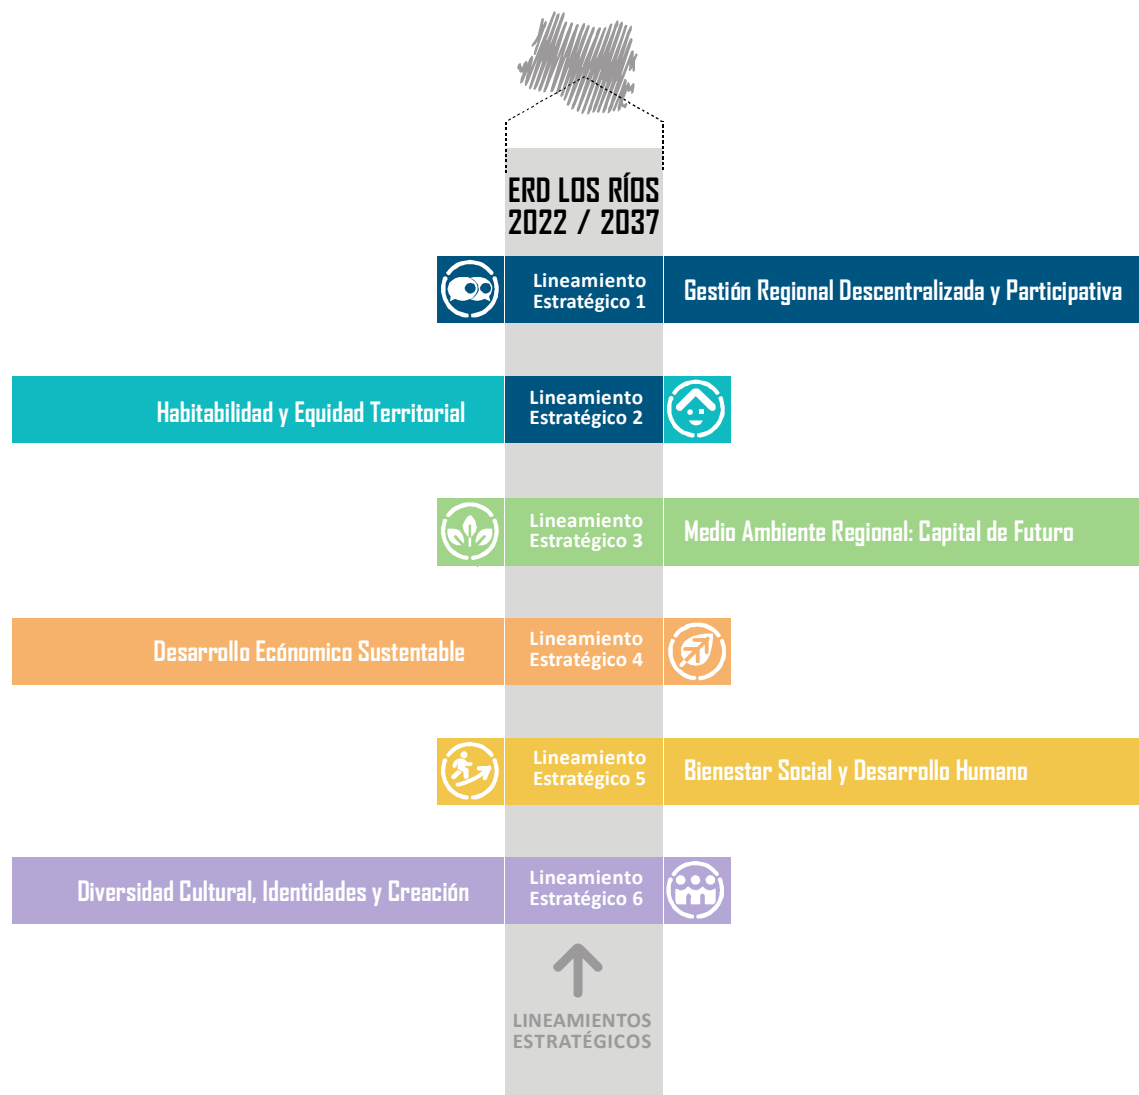 ERD LOS RÍOS
2022 / 2037
Lineamiento
Estratégico 1
Gestión Regional Descentralizada y Participativa
Habitabilidad y Equidad Territorial
Lineamiento
Estratégico 2
Lineamiento
Estratégico 3
Medio Ambiente Regional: Capital de Futuro
Desarrollo Ecónomico Sustentable
Lineamiento
Estratégico 4
Lineamiento
Estratégico 5
Bienestar Social y Desarrollo Humano
Diversidad Cultural, Identidades y Creación
Lineamiento
Estratégico 6
LINEAMIENTOS
ESTRATÉGICOS